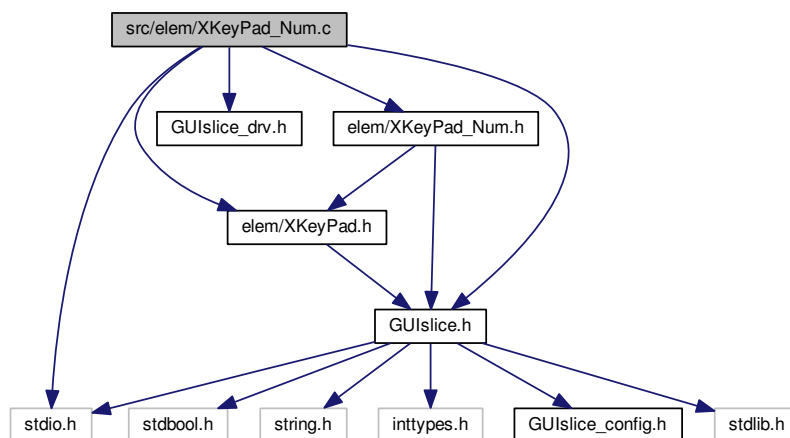 src/elem/XKeyPad_Num.c
GUIslice_drv.h
elem/XKeyPad_Num.h
elem/XKeyPad.h
GUIslice.h
stdio.h
stdbool.h
string.h
inttypes.h
GUIslice_config.h
stdlib.h